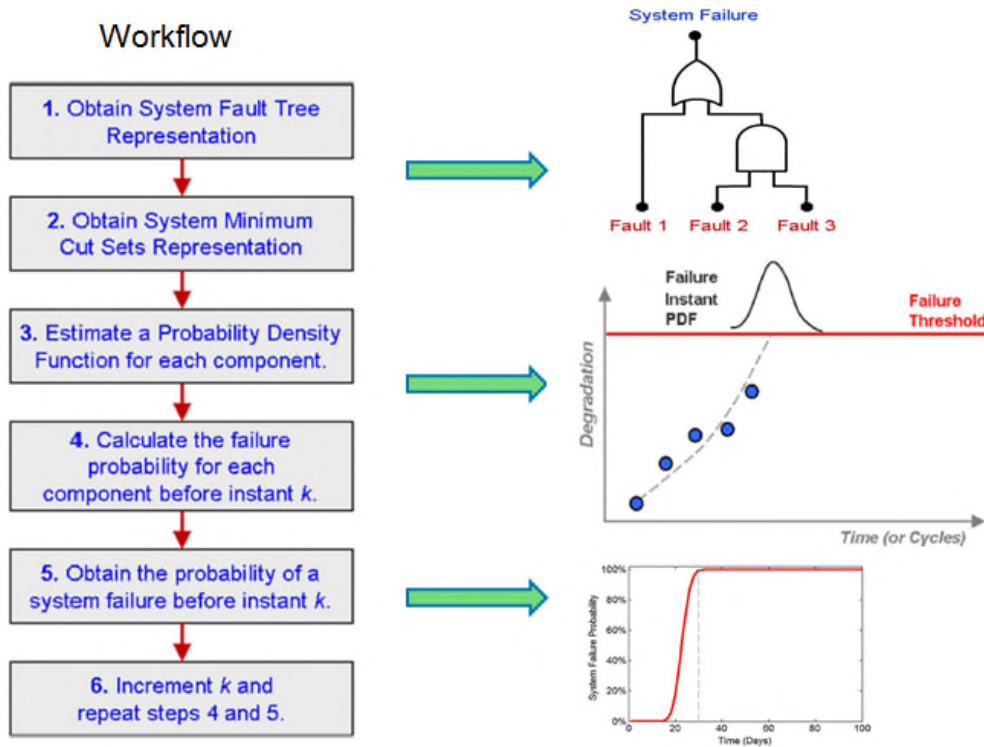 Workflow
1. Obtain System Fault Tree
Representation
2. Obtain System Minimum
Cut Sets Representation
3. Estimate a Probability Density
Function for each component.
4. Calculate the failure
probability for each
component before instant k.
5. Obtain the probability of a
system failure before instant k.
6. Increment k and
repeat steps 4 and 5.
System Failure
Fault 1
Fault 2
Fault 3
Failure
Instant
PDF
Failure
Threshold
Degradation
Time (or Cycles)
System Failure Probability
100%
80%
60%
40%
20%
0%
0
20
40
60
80
100
Time (Days)